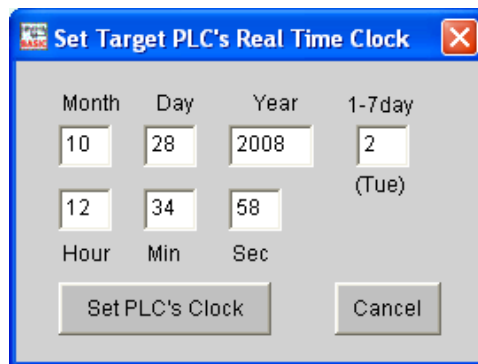 Set Target PLC's Real Time Clock
Month Day Year 1-7day
10 28 2008 2
(Tue)
12 34 58
Hour Min Sec
Set PLC's Clock Cancel